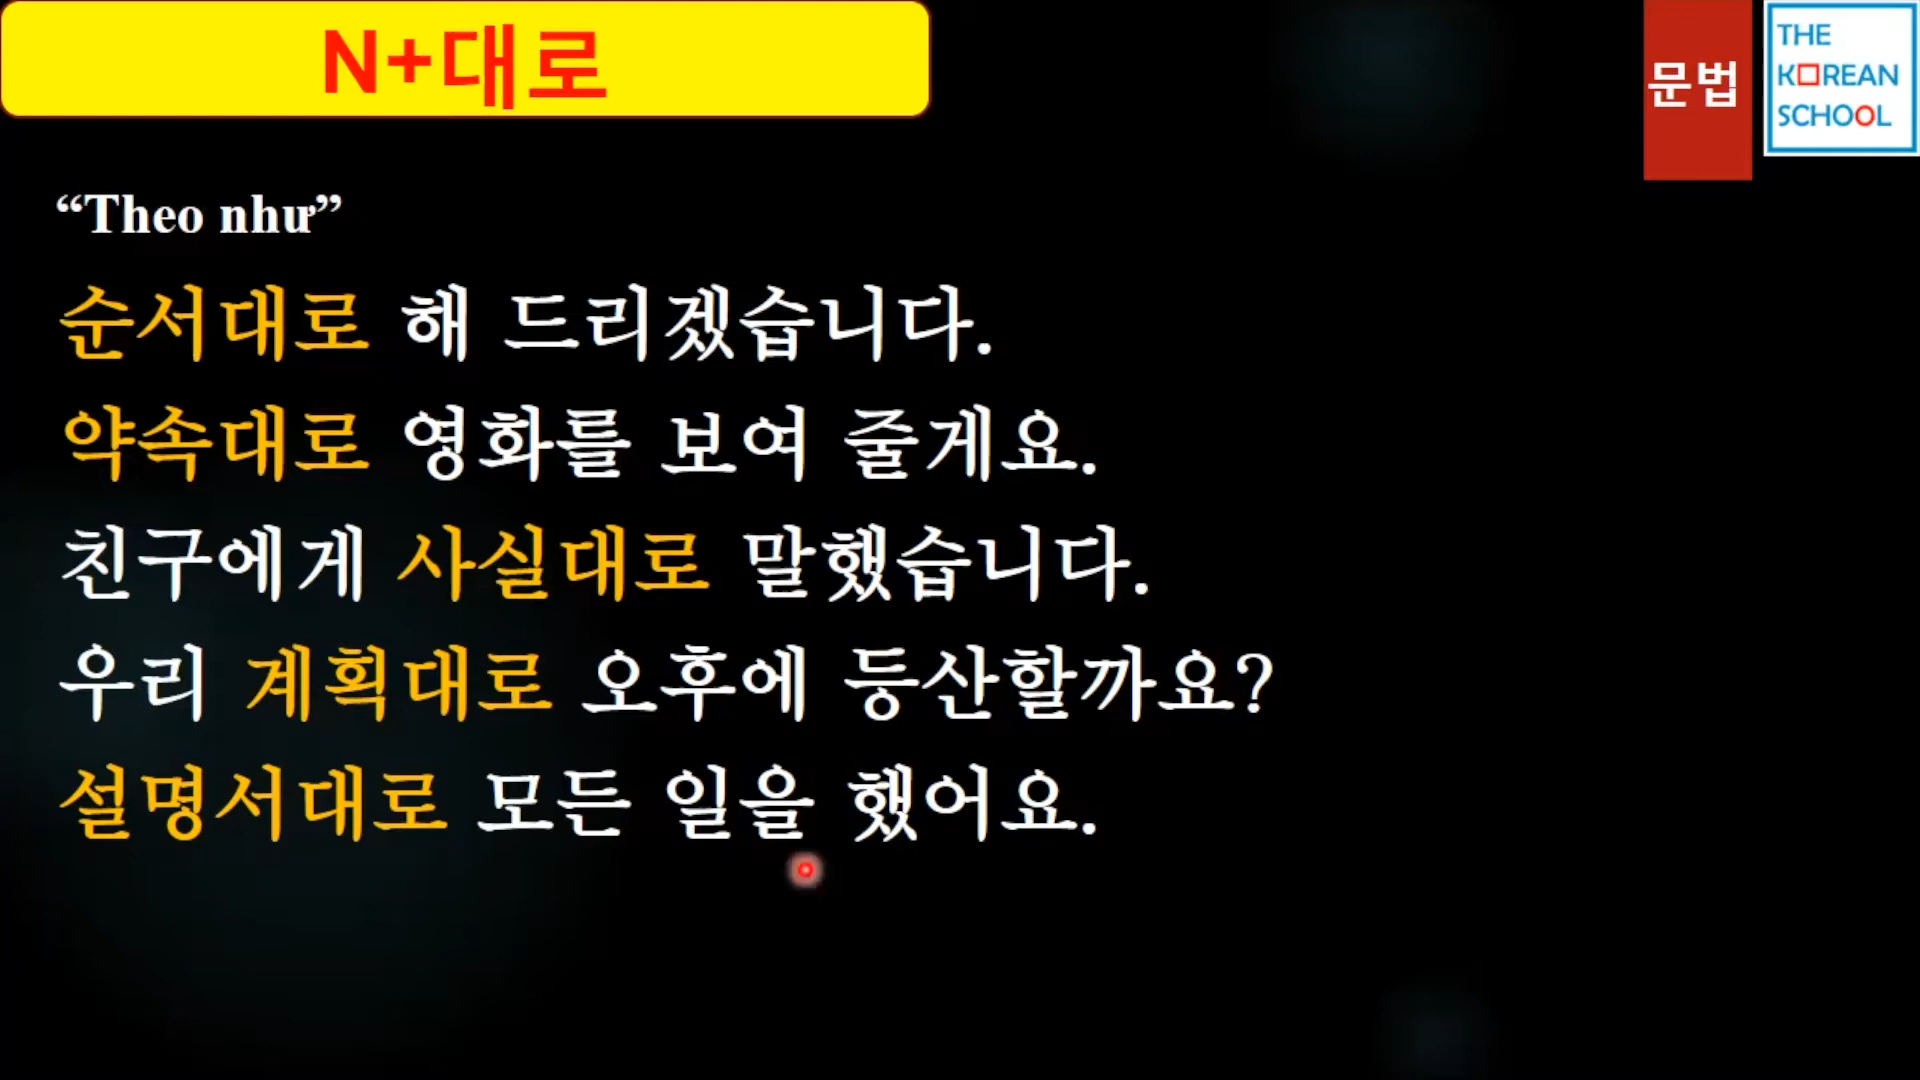 N+대로
문법
THE
KOREAN
SCHOOL
“Theo như”
순서대로 해 드리겠습니다.
약속대로 영화를 보여 줄게요.
친구에게 사실대로 말했습니다.
우리 계획대로 오후에 등산할까요?
설명서대로 모든 일을 했어요.